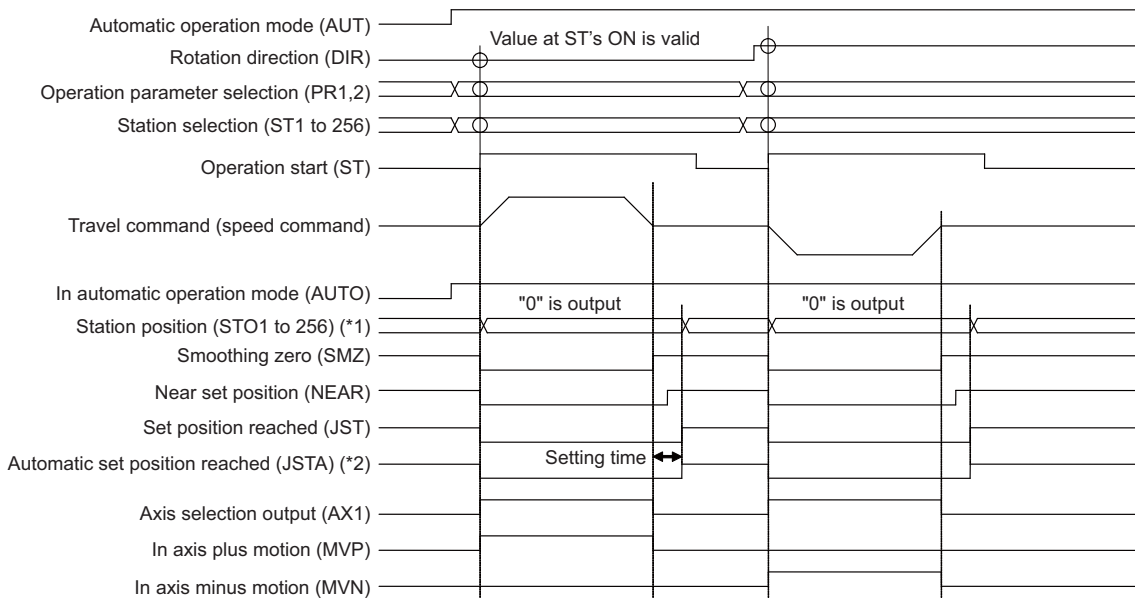 Automatic operation mode (AUT)
Value at ST's ON is valid
Rotation direction (DIR)
Operation parameter selection (PR1,2)
Station selection (ST1 to 256)
Operation start (ST)
Travel command (speed command)
In automatic operation mode (AUTO)
"0" is output
"0" is output
Station position (STO1 to 256) (*1)
Smoothing zero (SMZ)
Near set position (NEAR)
Set position reached (JST)
Automatic set position reached (JSTA) (*2)
Setting time
Axis selection output (AX1)
In axis plus motion (MVP)
In axis minus motion (MVN)